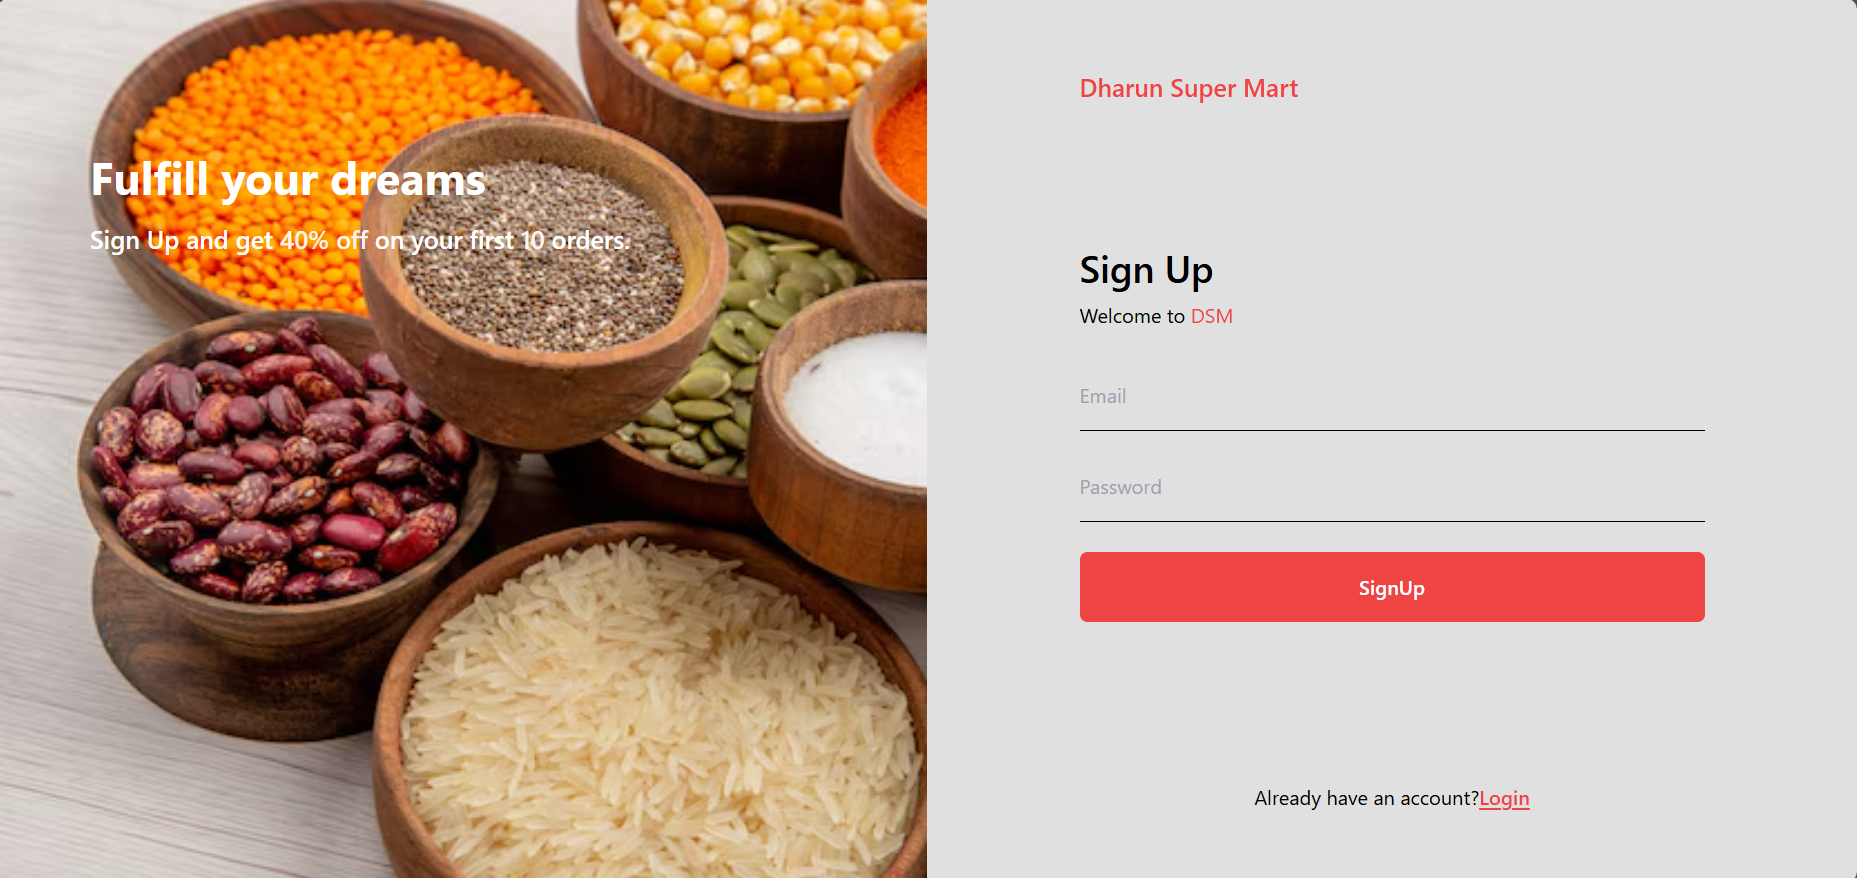 Fulfill your dreams
Sign Up and get 40% off on your first 10 orders.
Dharun Super Mart
Sign Up
Welcome to DSM
Email
Password
SignUp
Already have an account?Login